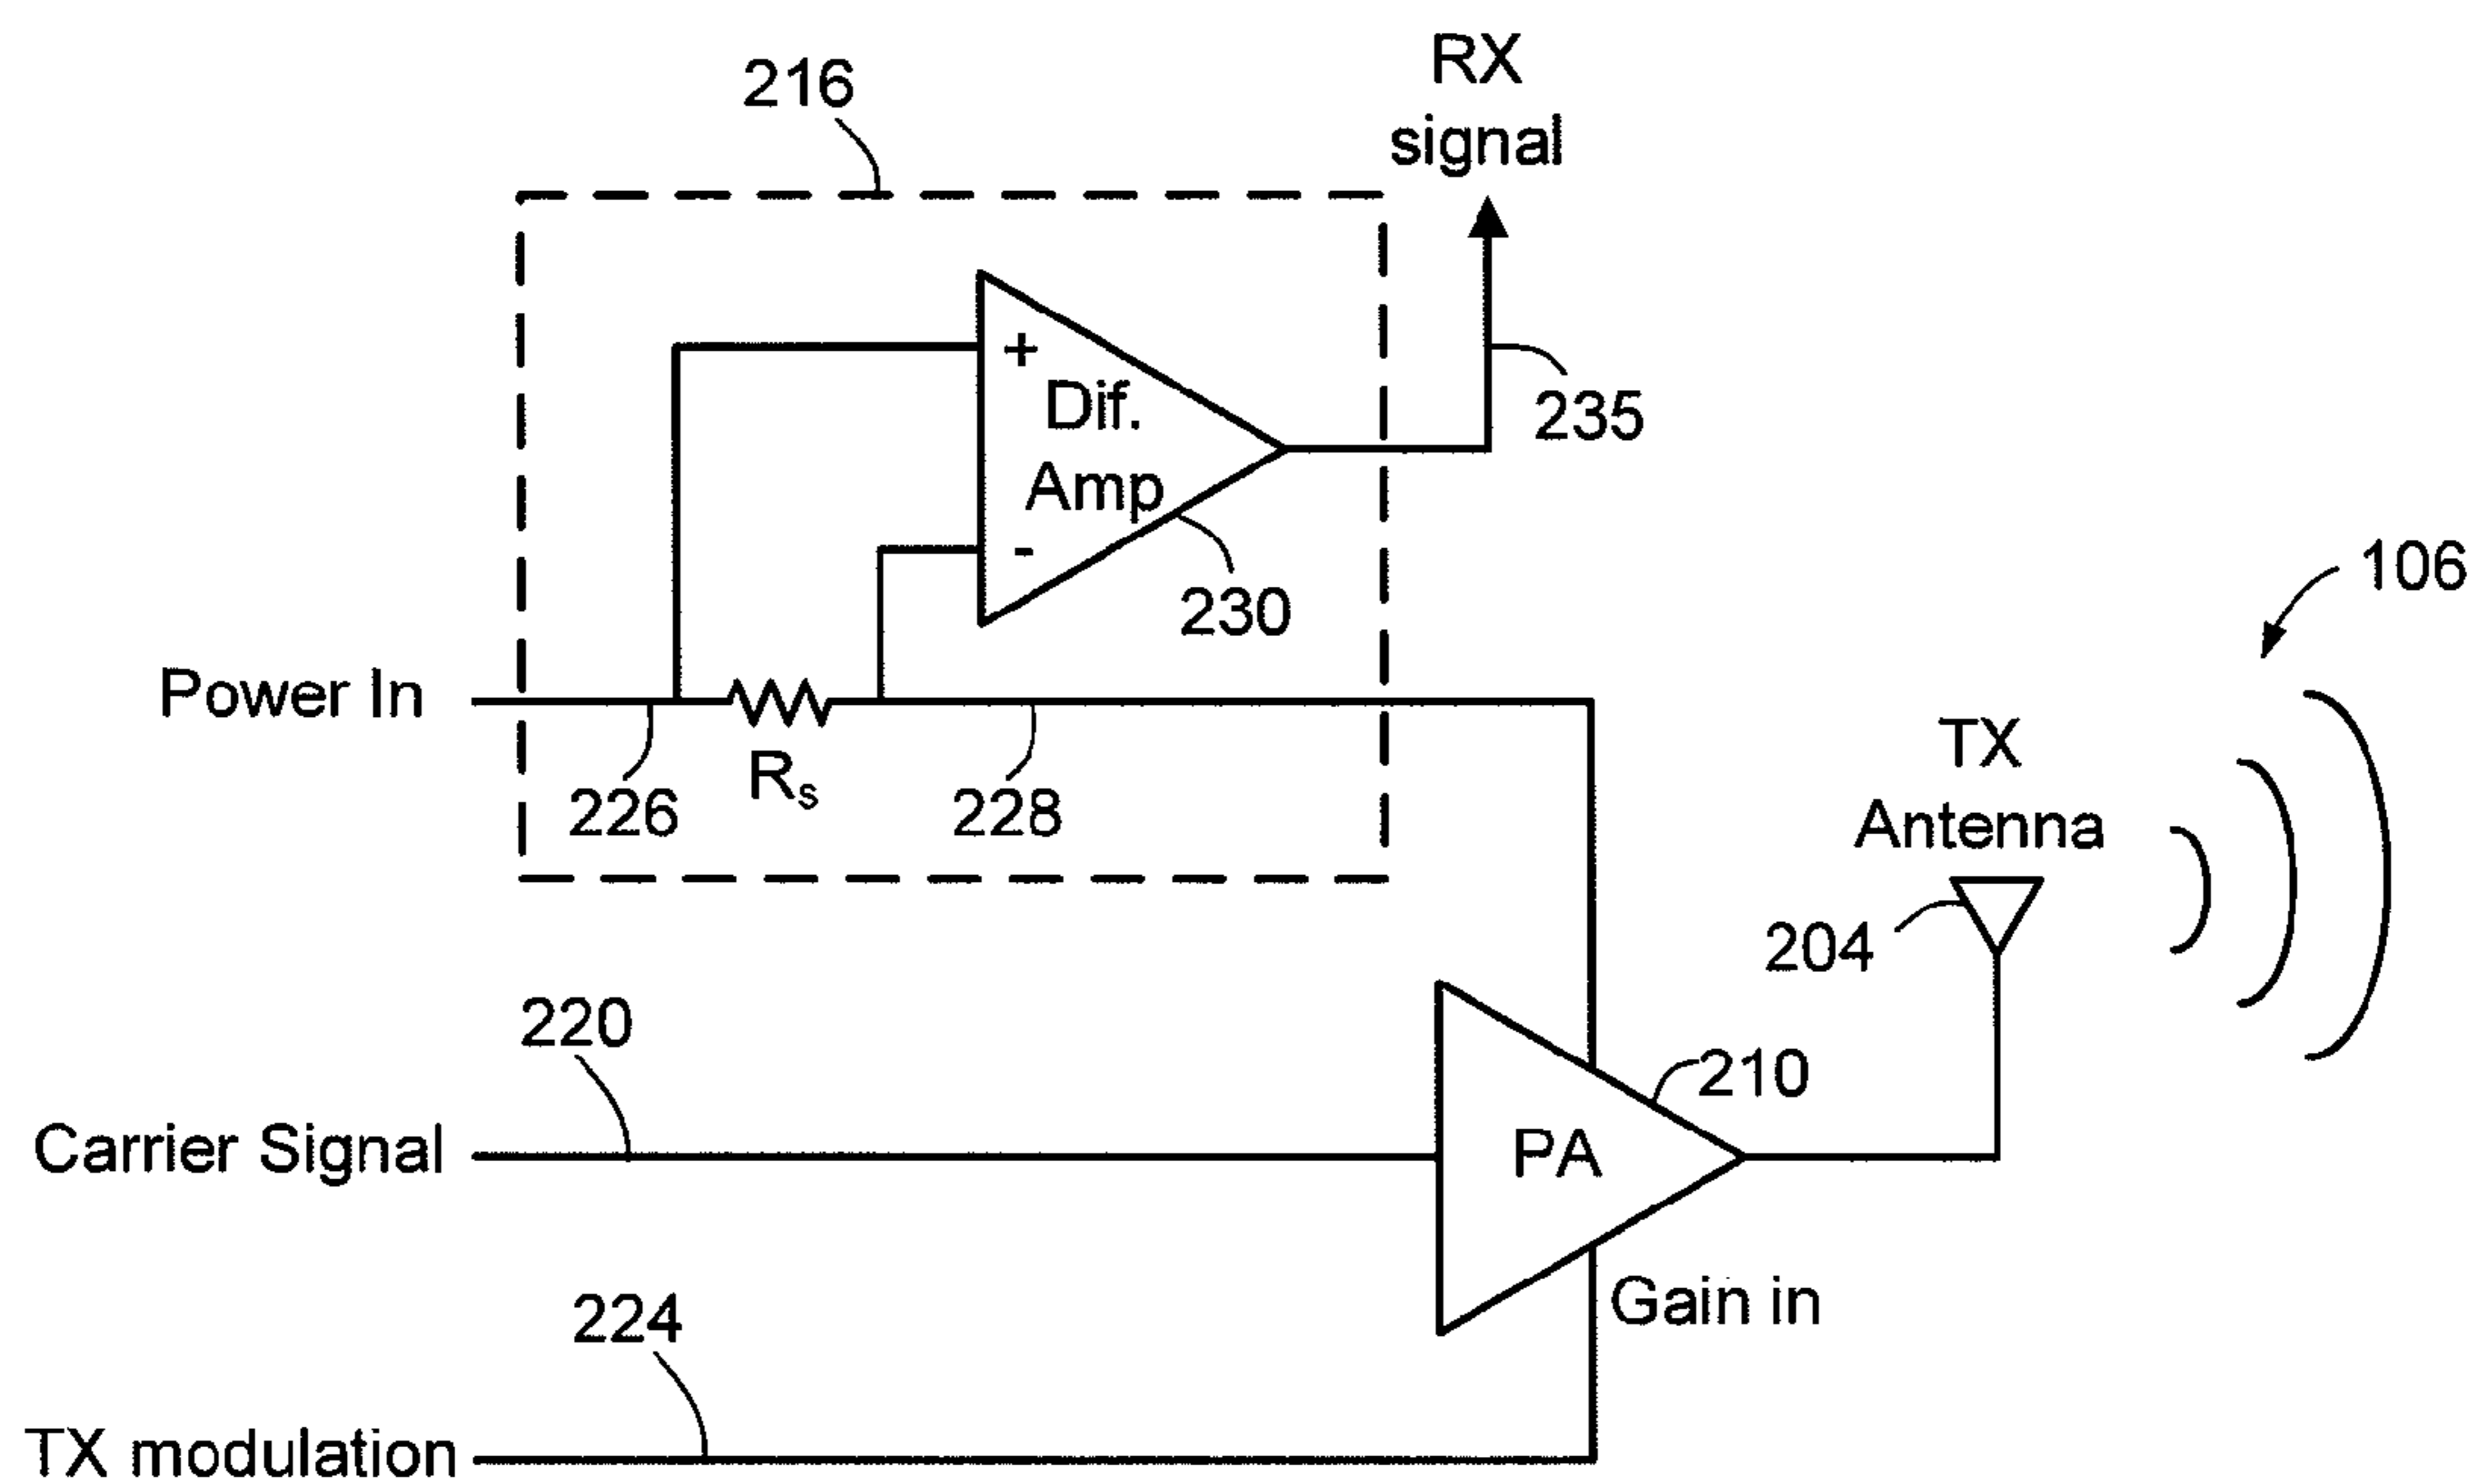 216
RX
signal
+
Dif.
Amp
-
235
230
106
Power In
226
Rs
228
TX
Antenna
204
220
210
Carrier Signal
PA
Gain in
224
TX modulation